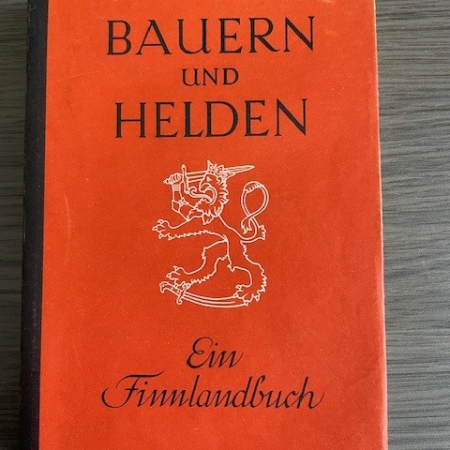 BAUERN
UND
HELDEN
Ein
Finnlandbuch